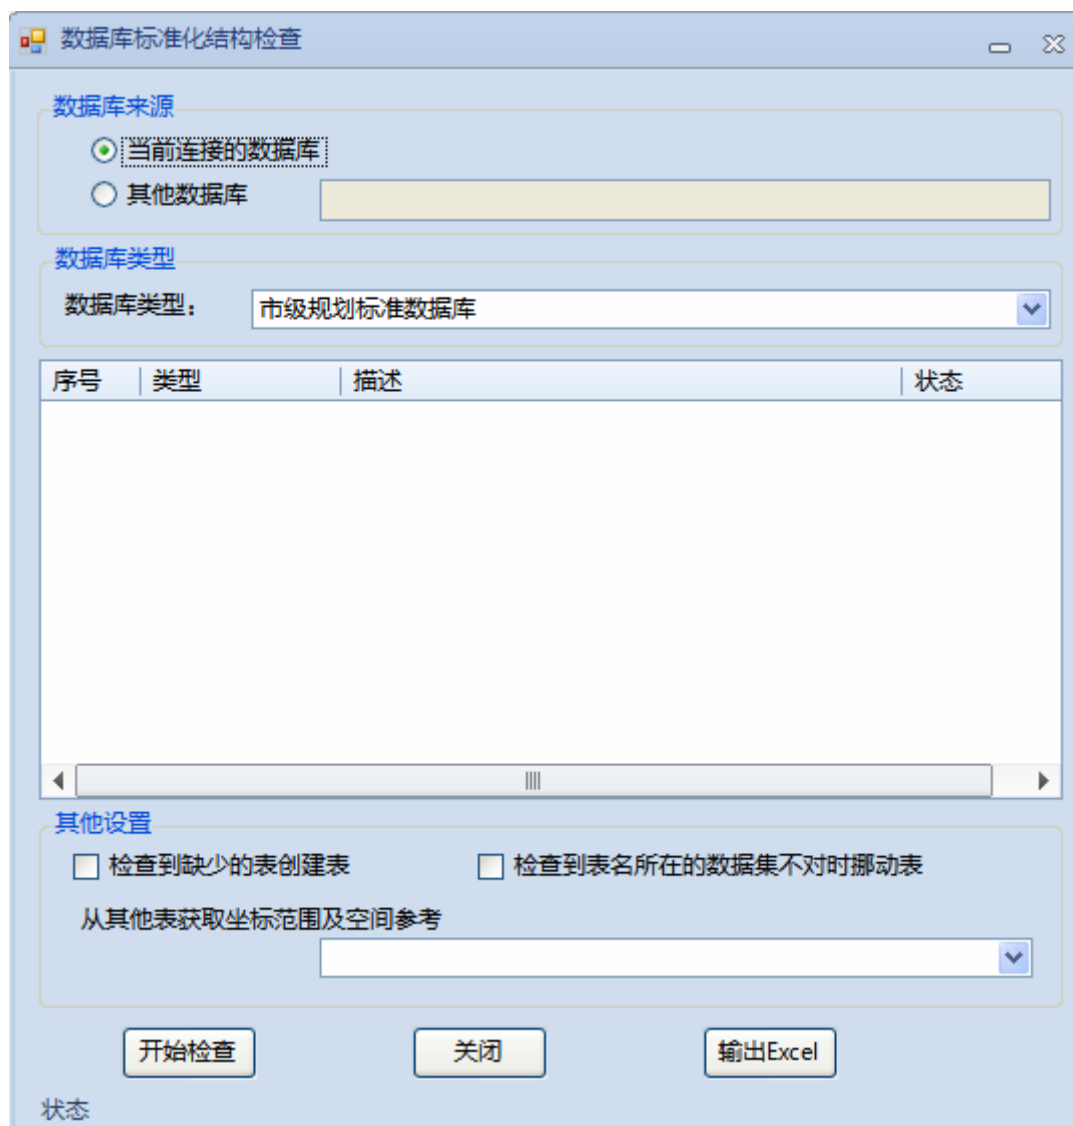 数据库标准化结构检查
数据库来源
当前连接的数据库
其他数据库
数据库类型
数据库类型：
市级规划标准数据库
序号 类型 描述 状态
其他设置
检查到缺少的表创建表 检查到表名所在的数据集不对时挪动表
从其他表获取坐标范围及空间参考
开始检查 关闭 输出Excel
状态